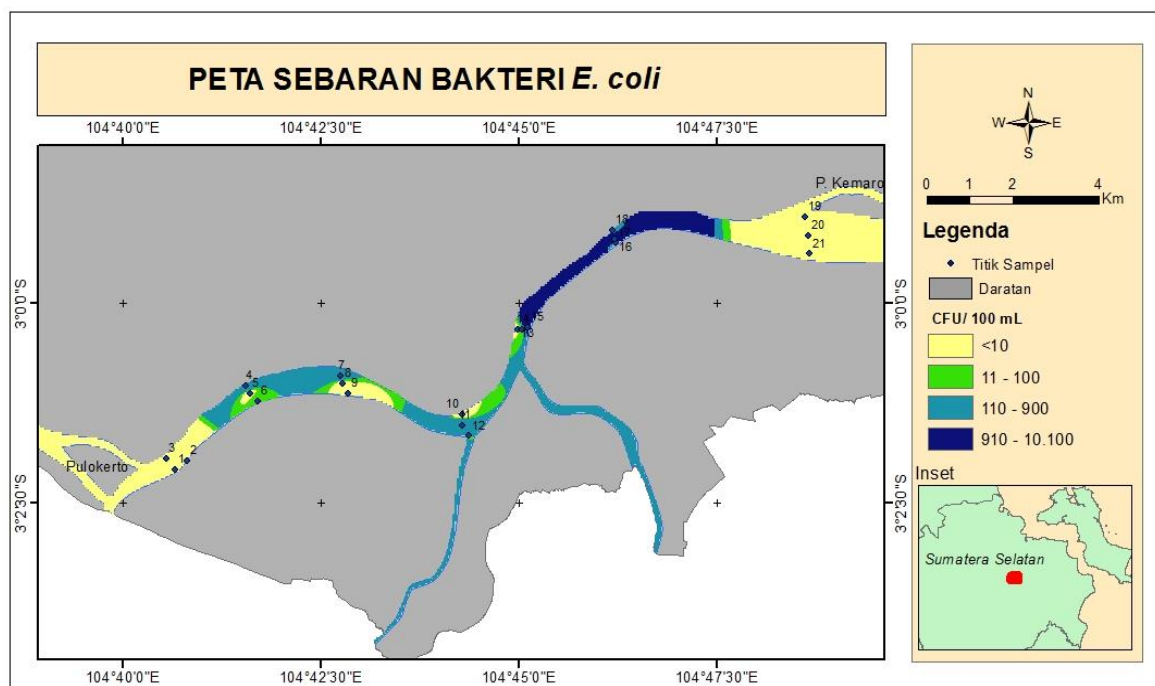 PETA SEBARAN BAKTERI E. coli
104°40'0"E 104°42'30"E 104°45'0"E 104°47'30"E
P. Kemaro
19
20
21
18
16
15
13
3°0'0"S 3°0'0"S
7
8
9
4
5
6
10
1
12
3
1 2
Pulokerto
3°2'30"S 3°2'30"S
104°40'0"E 104°42'30"E 104°45'0"E 104°47'30"E
N
W E
S
0 1 2 4
Km
Legenda
Titik Sampel
Daratan
CFU/ 100 mL
<10
11 - 100
110 - 900
910 - 10.100
Inset
Sumatera Selatan